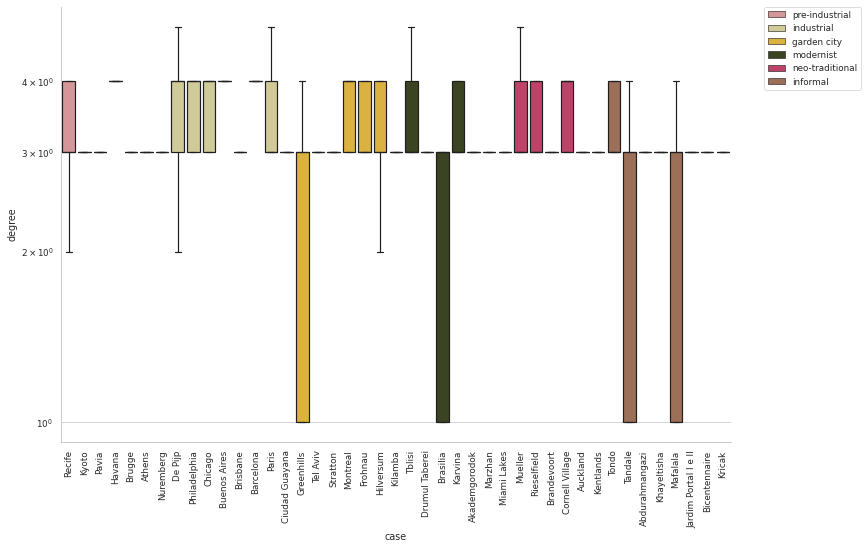 pre-industrial
industrial
garden city
modernist
neo-traditional
informal
degree
4 × 10⁰
3 × 10⁰
2 × 10⁰
10⁰
Recife
Kyoto
Pavia
Havana
Brugge
Athens
Nuremberg
De Pijp
Philadelphia
Chicago
Buenos Aires
Brisbane
Barcelona
Paris
Ciudad Guayana
Greenhills
Tel Aviv
Stratton
Montreal
Frohnau
Hilversum
Kilamba
Tblisi
Drumul Taberei
Brasilia
Karvina
Akademgorodok
Marzhan
Miami Lakes
Mueller
Rieselfield
Brandevoort
Cornell Village
Auckland
Kentlands
Tondo
Tandale
Abdurahmangazi
Khayelitsha
Mafalala
Jardim Portal I e II
Bicentennaire
Kricak
case